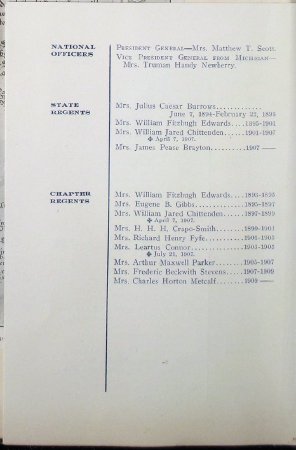 NATIONAL OFFICERS
PRESIDENT GENERAL—Mrs. Matthew T. Scott.
VICE PRESIDENT GENERAL FROM MICHIGAN—
Mrs. Truman Handy Newberry.
STATE REGENTS
Mrs. Julius Caesar Burrows.............
June 7, 1894-February 22, 1895
Mrs. William Fitzhugh Edwards....1895-1901
Mrs. William Jared Chittenden....1901-1907
✠ April 7, 1907.
Mrs. James Pease Brayton.........1907 ——
CHAPTER REGENTS
Mrs. William Fitzhugh Edwards....1893-1895
Mrs. Eugene B. Gibbs.............1895-1897
Mrs. William Jared Chittenden....1897-1899
✠ April 7, 1907.
Mrs. H. H. H. Crapo-Smith........1899-1901
Mrs. Richard Henry Fyfe..........1901-1903
Mrs. Leartus Connor..............1903-1905
✠ July 21, 1907.
Mrs. Arthur Maxwell Parker.......1905-1907
Mrs. Frederic Beckwith Stevens...1907-1909
Mrs. Charles Horton Metcalf......1909 ——